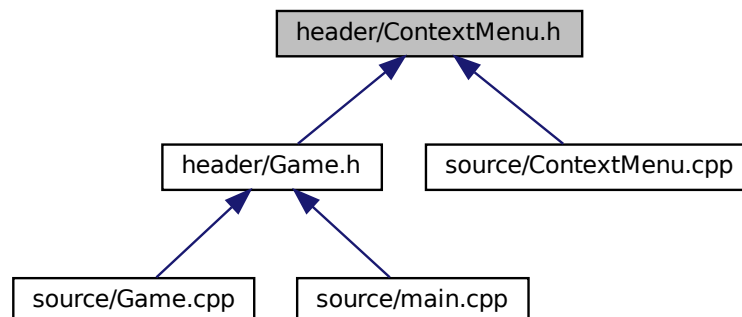 header/ContextMenu.h
header/Game.h
source/ContextMenu.cpp
source/Game.cpp
source/main.cpp